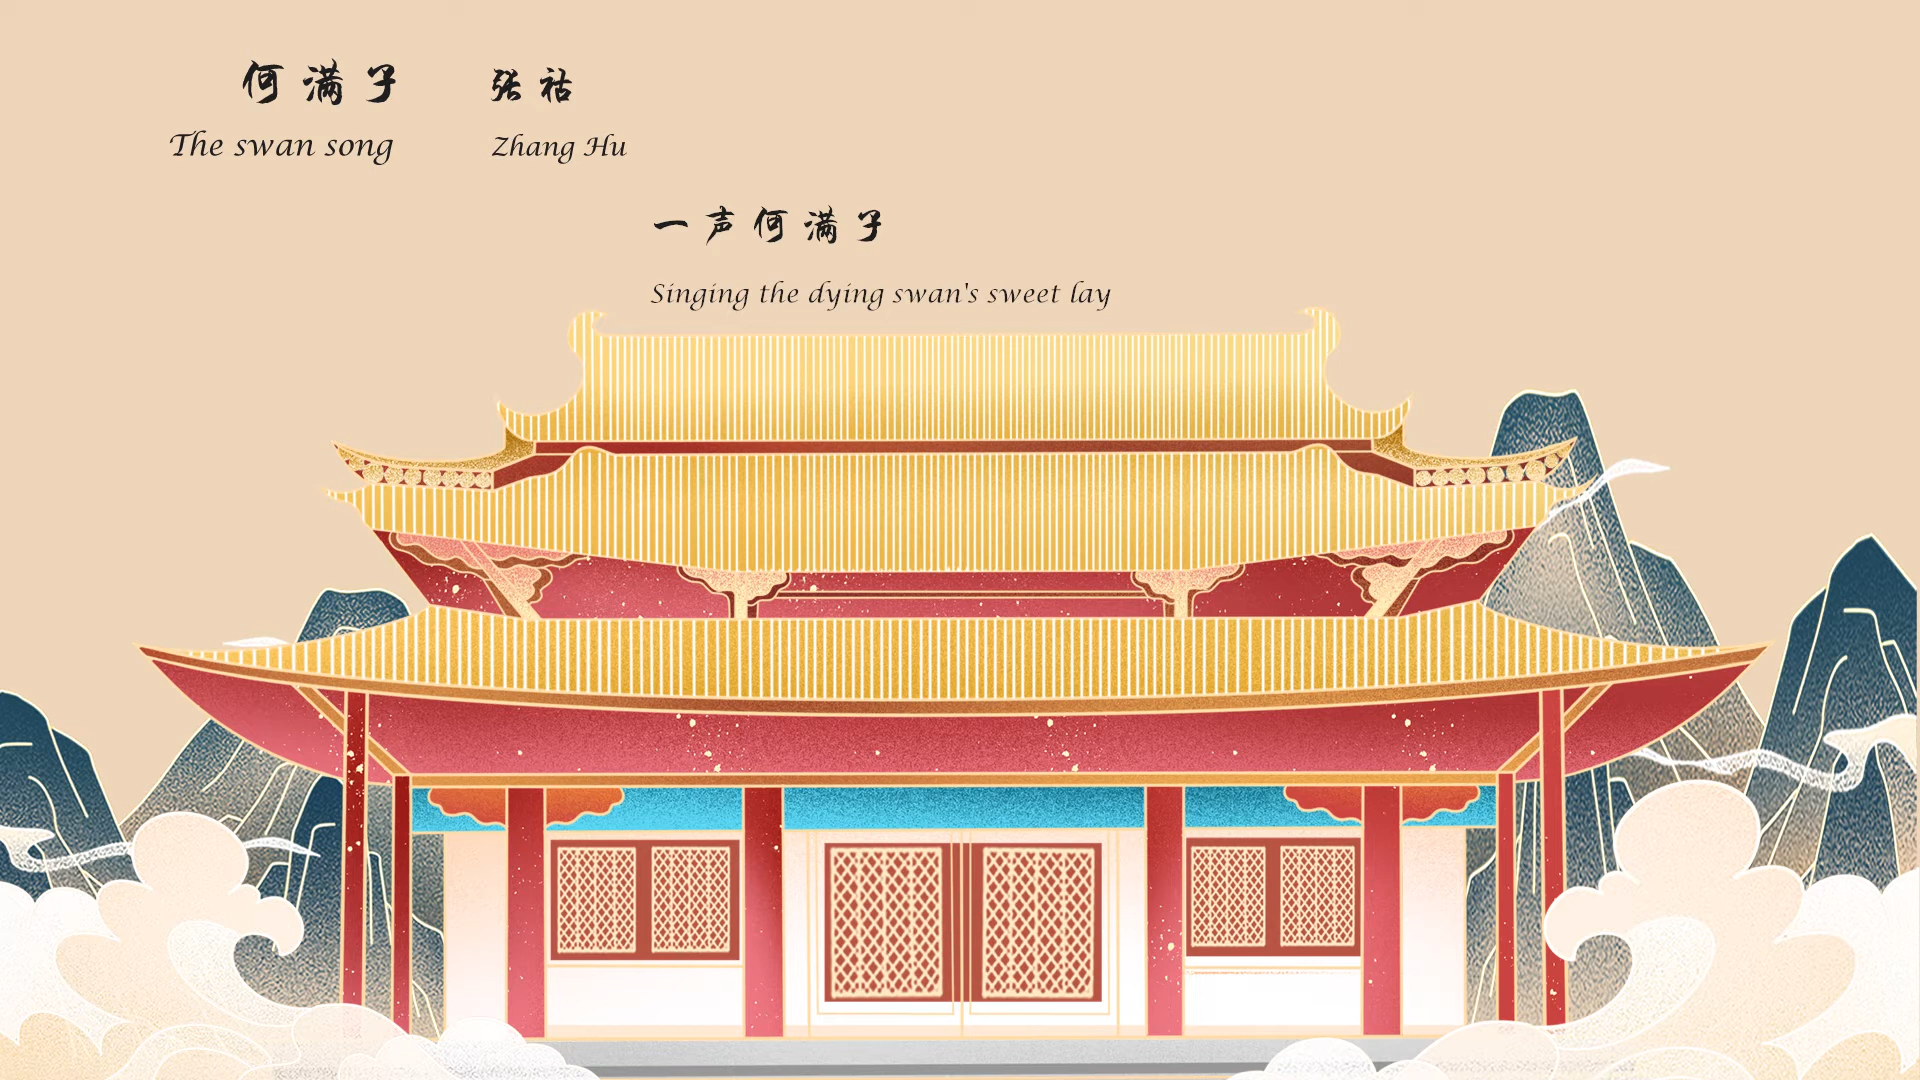 何满子 张祜
The swan song Zhang Hu
一声何满子
Singing the dying swan's sweet lay